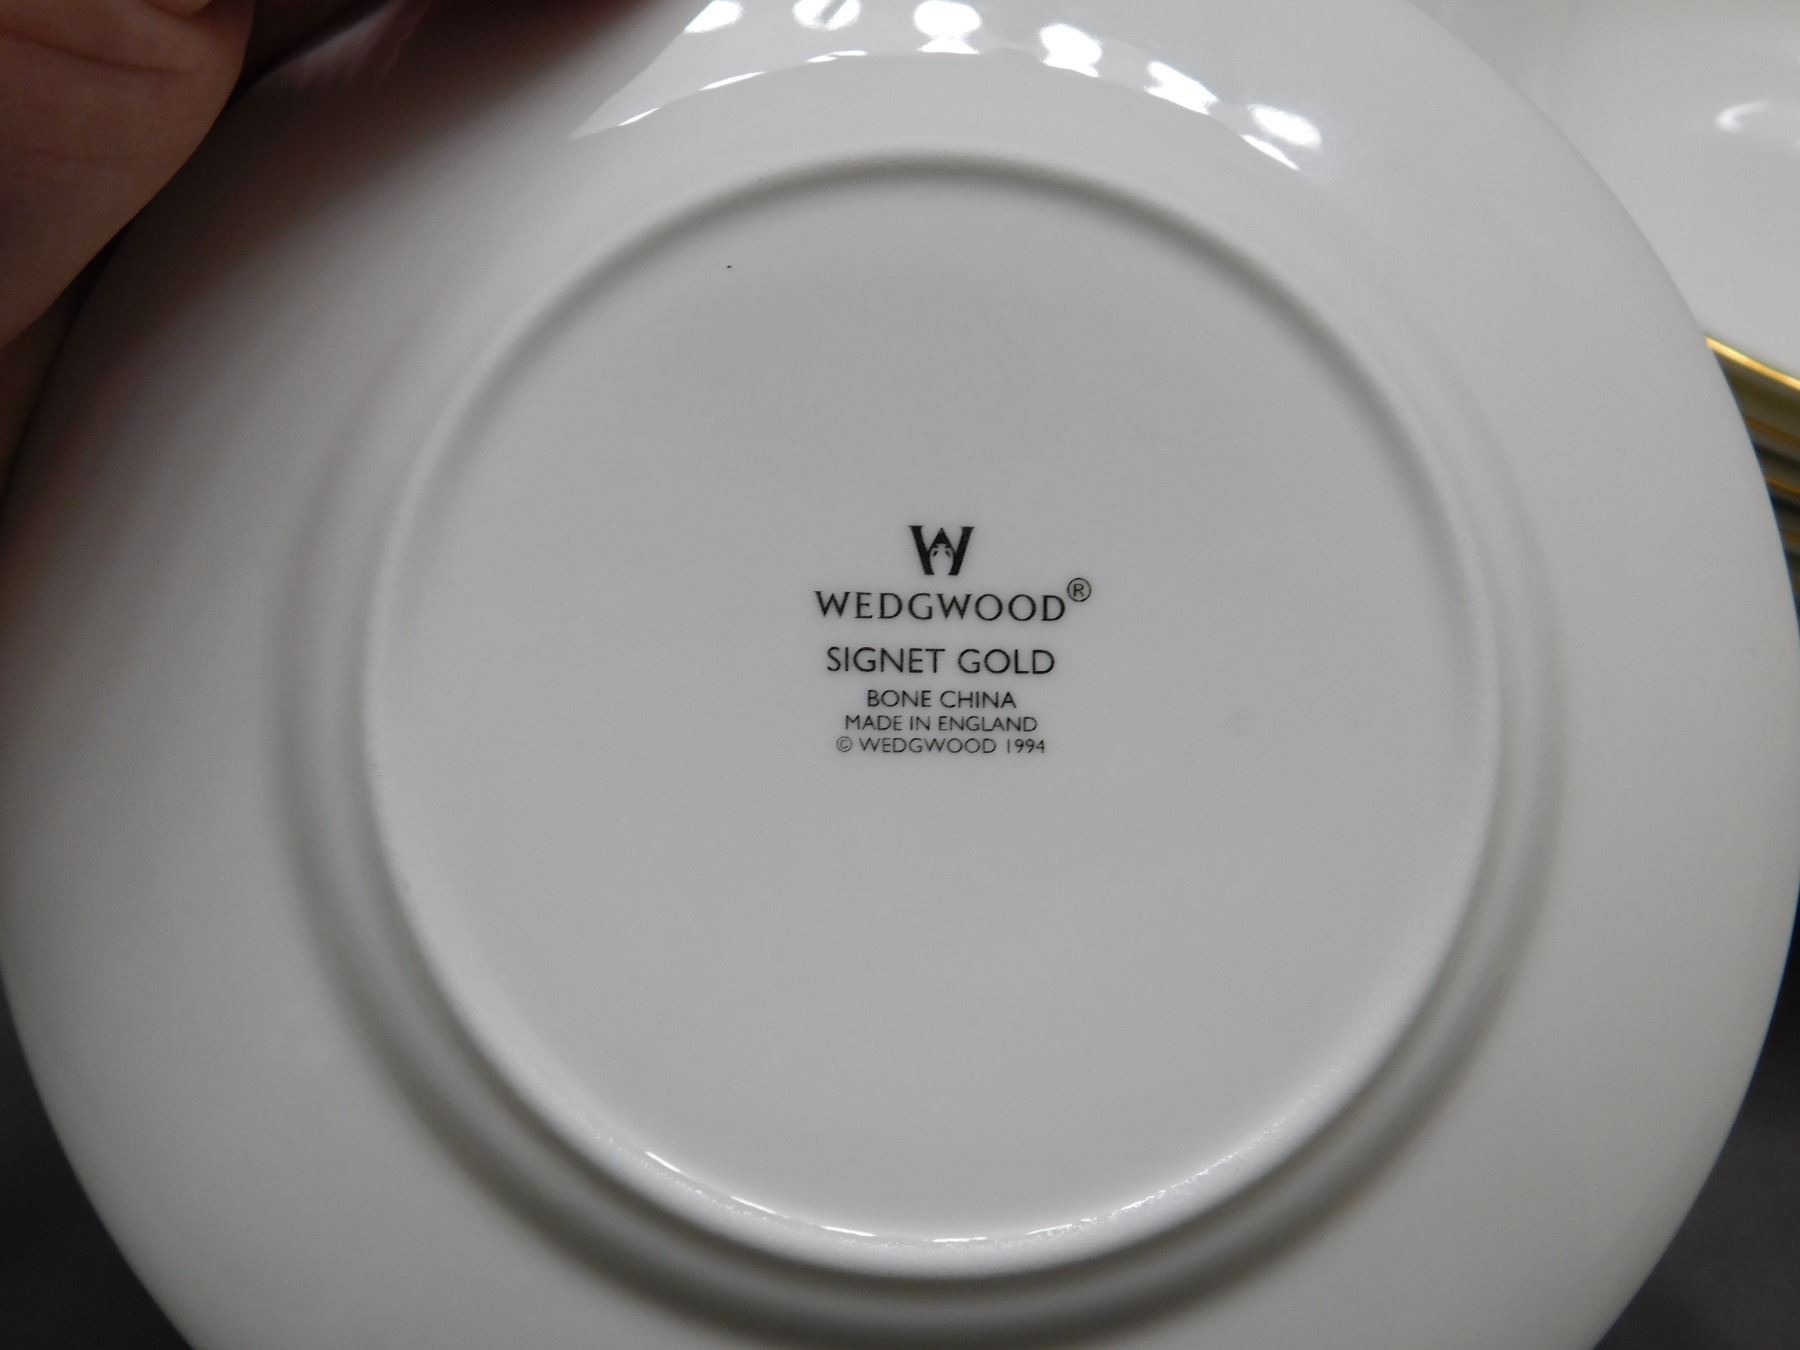 W
WEDGWOOD®
SIGNET GOLD
BONE CHINA
MADE IN ENGLAND
© WEDGWOOD 1994